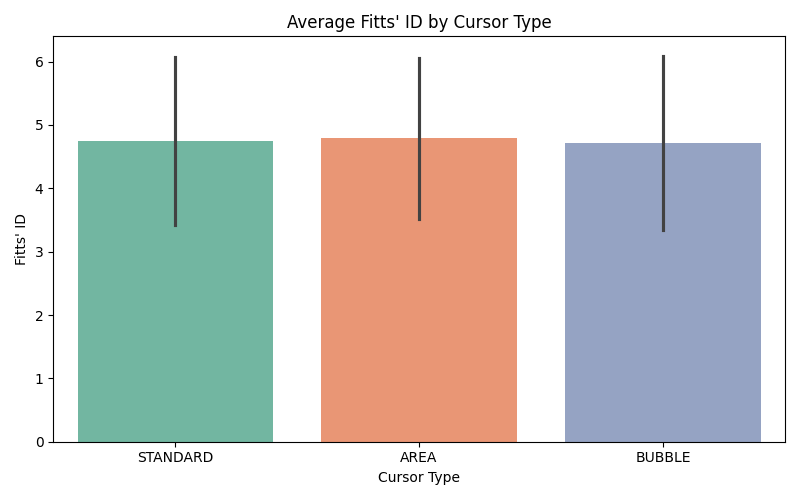 Average Fitts' ID by Cursor Type
6
5
4
3
2
1
0
Fitts' ID
STANDARD
AREA
BUBBLE
Cursor Type